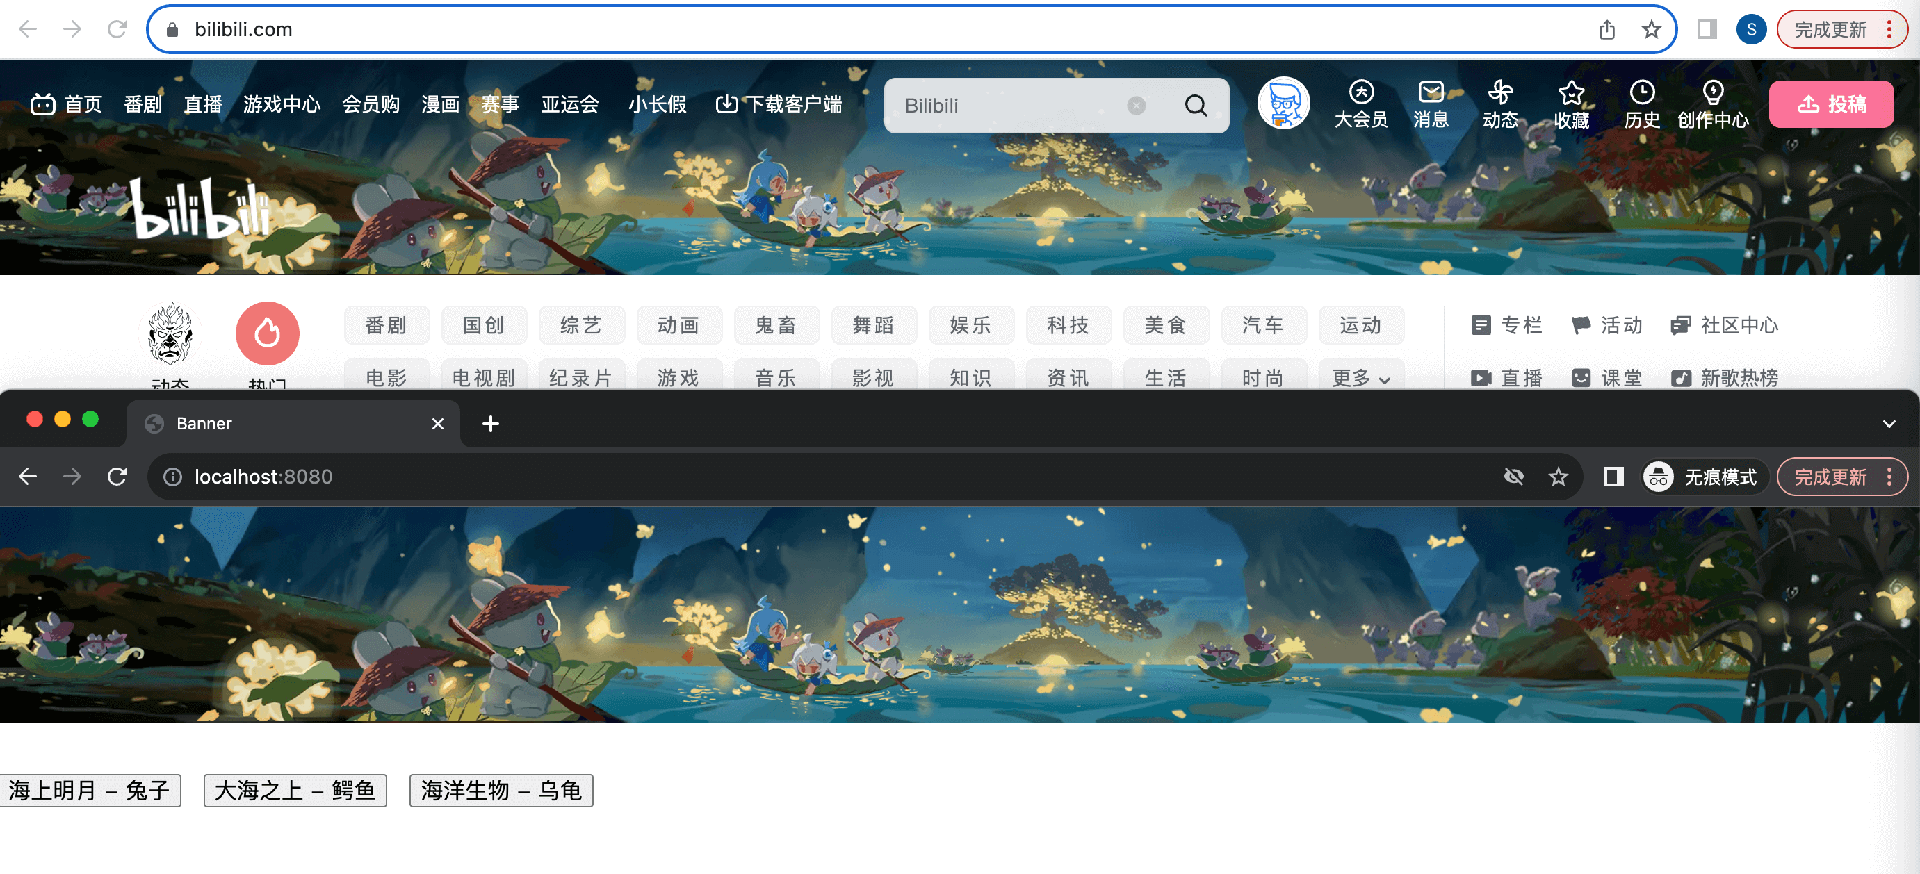 bilibili.com
S
完成更新
首页 番剧 直播 游戏中心 会员购 漫画 赛事 亚运会 小长假 下载客户端
Bilibili
大会员 消息 动态 收藏 历史 创作中心
投稿
bilibili
番剧 国创 综艺 动画 鬼畜 舞蹈 娱乐 科技 美食 汽车 运动
专栏 活动 社区中心
动态 热门
电影 电视剧 纪录片 游戏 音乐 影视 知识 资讯 生活 时尚 更多
直播 课堂 新歌热榜
Banner
localhost:8080
无痕模式
完成更新
海上明月 – 兔子
大海之上 – 鳄鱼
海洋生物 – 乌龟